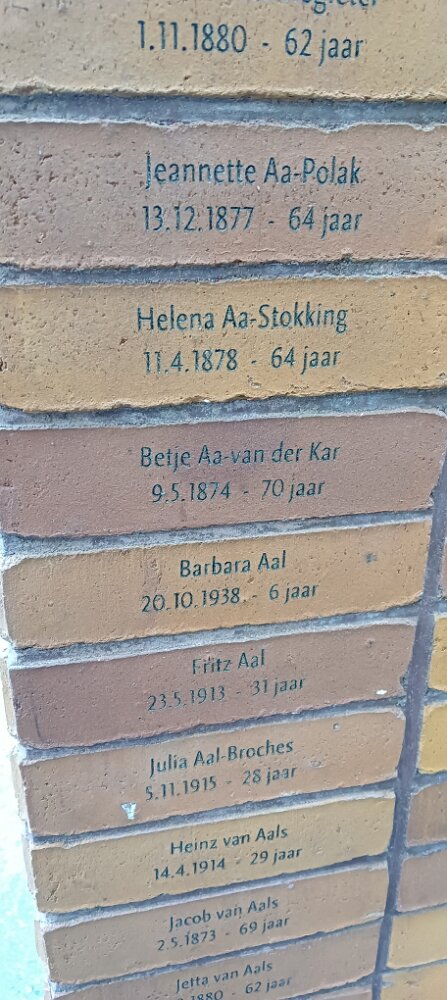 1.11.1880 - 62 jaar
Jeannette Aa-Polak
13.12.1877 - 64 jaar
Helena Aa-Stokking
11.4.1878 - 64 jaar
Betje Aa-van der Kar
9.5.1874 - 70 jaar
Barbara Aal
20.10.1938 - 6 jaar
Fritz Aal
23.5.1913 - 31 jaar
Julia Aal-Broches
5.11.1915 - 28 jaar
Heinz van Aals
14.4.1914 - 29 jaar
Jacob van Aals
2.5.1873 - 69 jaar
Jetta van Aals
1880 - 62 jaar